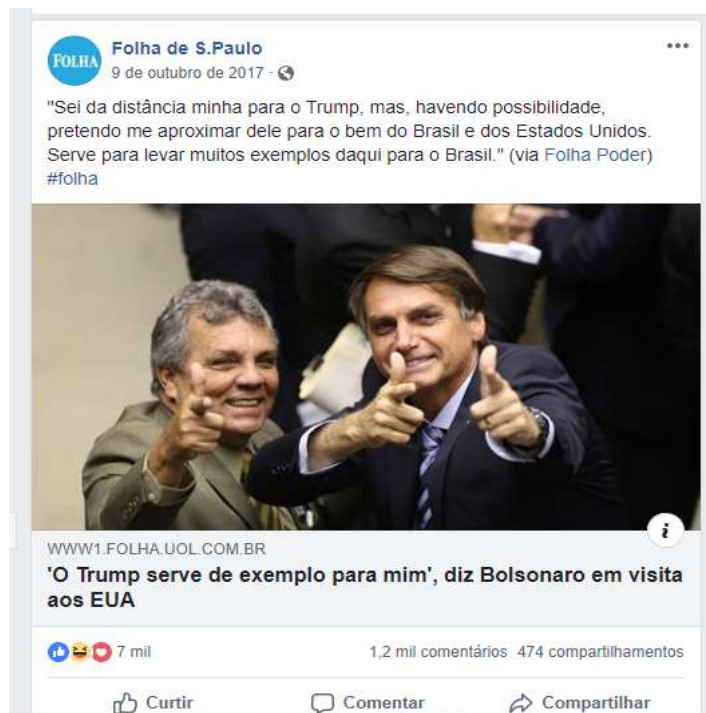 FOLHA
Folha de S.Paulo
9 de outubro de 2017 ·
"Sei da distância minha para o Trump, mas, havendo possibilidade,
pretendo me aproximar dele para o bem do Brasil e dos Estados Unidos.
Serve para levar muitos exemplos daqui para o Brasil." (via Folha Poder)
#folha
i
WWW1.FOLHA.UOL.COM.BR
'O Trump serve de exemplo para mim', diz Bolsonaro em visita
aos EUA
7 mil 1,2 mil comentários 474 compartilhamentos
Curtir Comentar Compartilhar